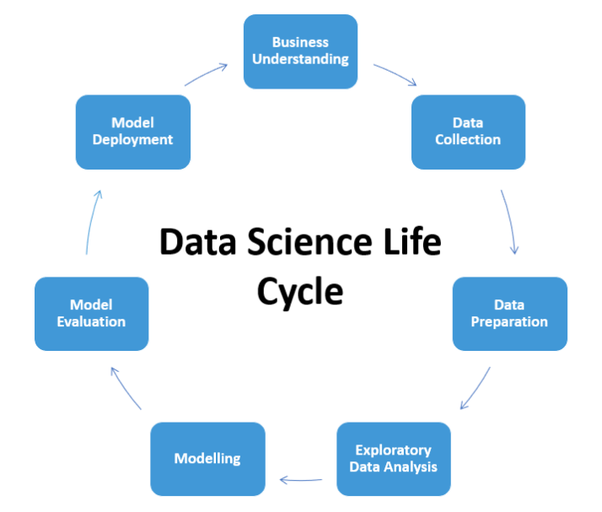 Business
Understanding
Data
Collection
Data
Preparation
Exploratory
Data Analysis
Modelling
Model
Evaluation
Model
Deployment
Data Science Life
Cycle